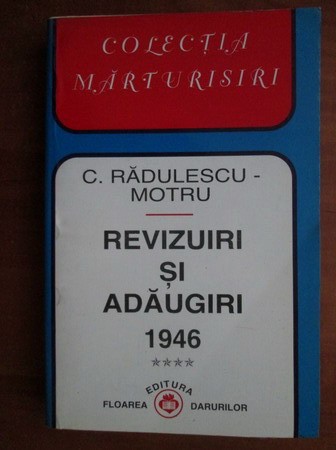 COLECȚIA
MĂRTURISIRI
C. RĂDULESCU -
MOTRU
REVIZUIRI
ȘI
ADĂUGIRI
1946
****
EDITURA
FLOAREA DARURILOR